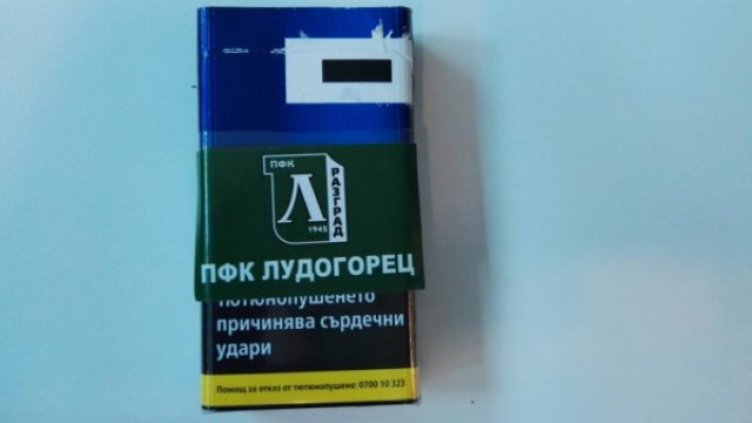 ПФК
Л
РАЗГРАД
1945
ПФК ЛУДОГОРЕЦ
Тютюнопушенето
причинява сърдечни
удари
Помощ за отказ от тютюнопушене: 0700 10 323